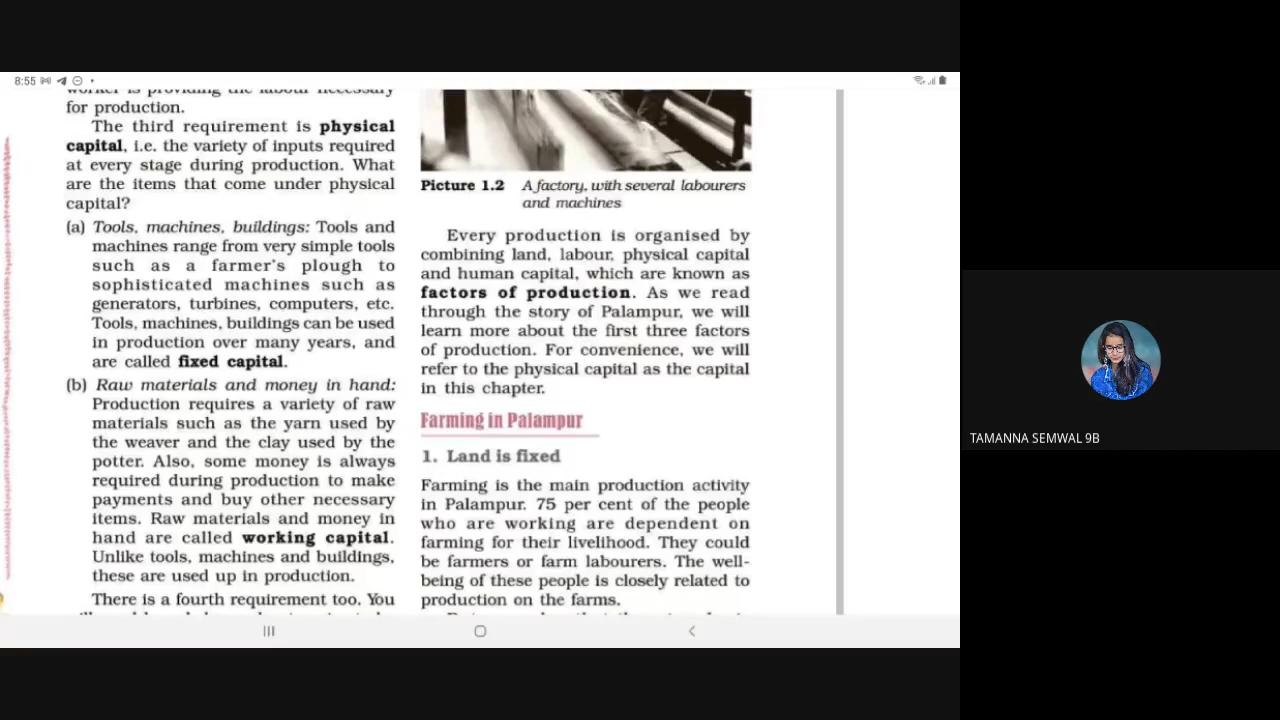 8:55
worker is providing the labour necessary
for production.
The third requirement is physical
capital, i.e. the variety of inputs required
at every stage during production. What
are the items that come under physical
capital?
(a) Tools, machines, buildings: Tools and
machines range from very simple tools
such as a farmer's plough to
sophisticated machines such as
generators, turbines, computers, etc.
Tools, machines, buildings can be used
in production over many years, and
are called fixed capital.
(b) Raw materials and money in hand:
Production requires a variety of raw
materials such as the yarn used by
the weaver and the clay used by the
potter. Also, some money is always
required during production to make
payments and buy other necessary
items. Raw materials and money in
hand are called working capital.
Unlike tools, machines and buildings,
these are used up in production.
There is a fourth requirement too. You
Picture 1.2 A factory, with several labourers
and machines
Every production is organised by
combining land, labour, physical capital
and human capital, which are known as
factors of production. As we read
through the story of Palampur, we will
learn more about the first three factors
of production. For convenience, we will
refer to the physical capital as the capital
in this chapter.
Farming in Palampur
1. Land is fixed
Farming is the main production activity
in Palampur. 75 per cent of the people
who are working are dependent on
farming for their livelihood. They could
be farmers or farm labourers. The well-
being of these people is closely related to
production on the farms.
TAMANNA SEMWAL 9B